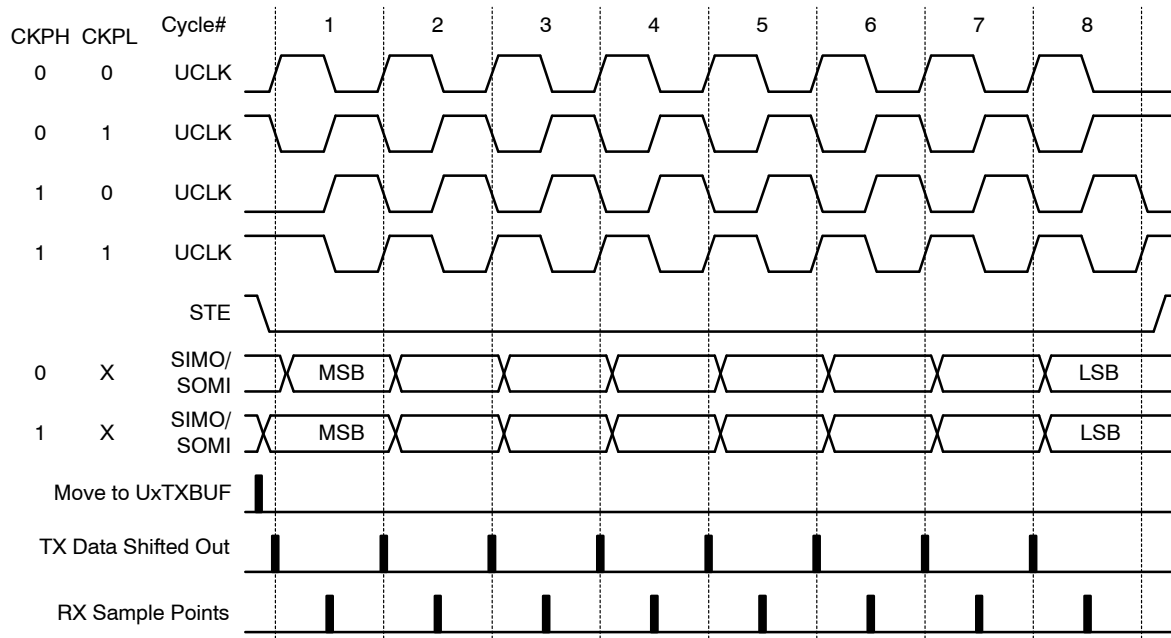 CKPH CKPL Cycle# 1 2 3 4 5 6 7 8
0 0 UCLK
0 1 UCLK
1 0 UCLK
1 1 UCLK
STE
0 X SIMO/ SOMI MSB LSB
1 X SIMO/ SOMI MSB LSB
Move to UxTXBUF
TX Data Shifted Out
RX Sample Points